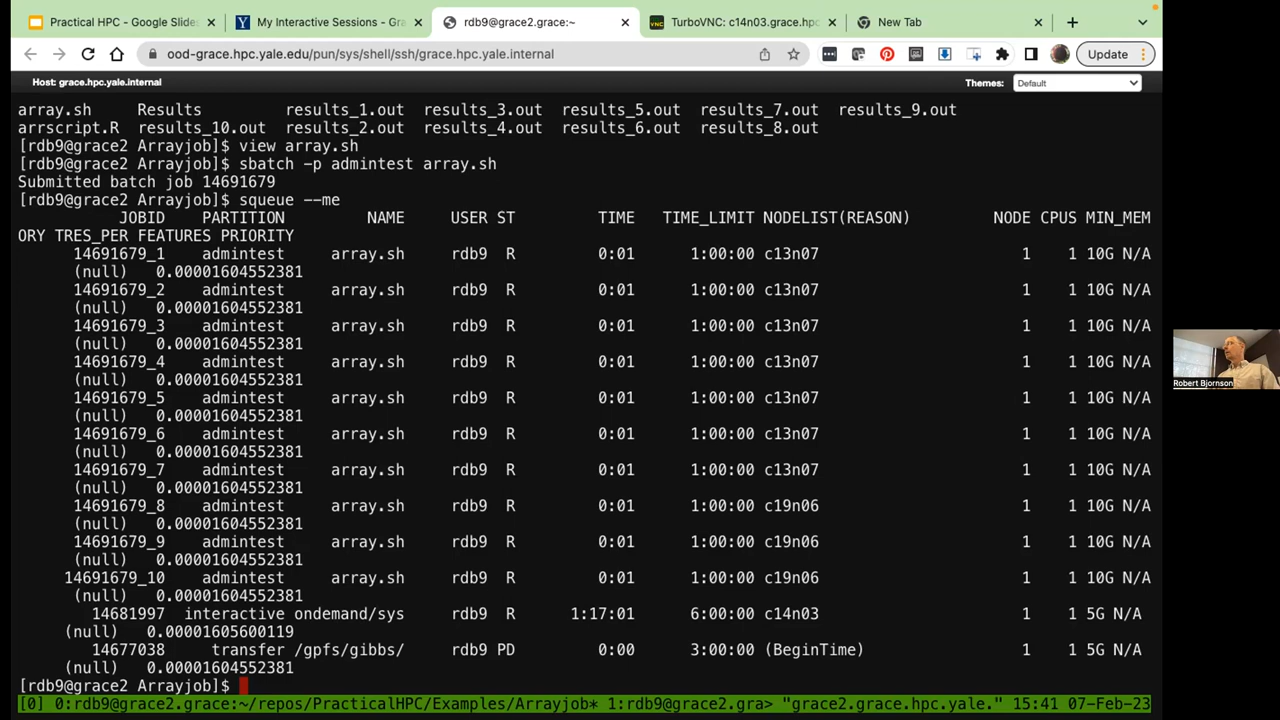 Practical HPC - Google Slides
My Interactive Sessions - G
rdb9@grace2.grace:~
TurboVNC: c14n03.grace.hpc
New Tab
ood-grace.hpc.yale.edu/pun/sys/shell/ssh/grace.hpc.yale.internal
Update
Host: grace.hpc.yale.internal
Themes: Default
array.sh Results results_1.out results_3.out results_5.out results_7.out results_9.out
arrscript.R results_10.out results_2.out results_4.out results_6.out results_8.out
[rdb9@grace2 Arrayjob]$ view array.sh
[rdb9@grace2 Arrayjob]$ sbatch -p admintest array.sh
Submitted batch job 14691679
[rdb9@grace2 Arrayjob]$ squeue --me
JOBID PARTITION NAME USER ST TIME TIME_LIMIT NODELIST(REASON) NODE CPUS MIN_MEM
ORY TRES_PER FEATURES PRIORITY
14691679_1 admintest array.sh rdb9 R 0:01 1:00:00 c13n07 1 1 10G N/A
(null) 0.00001604552381
14691679_2 admintest array.sh rdb9 R 0:01 1:00:00 c13n07 1 1 10G N/A
(null) 0.00001604552381
14691679_3 admintest array.sh rdb9 R 0:01 1:00:00 c13n07 1 1 10G N/A
(null) 0.00001604552381
14691679_4 admintest array.sh rdb9 R 0:01 1:00:00 c13n07 1 1 10G N/A
(null) 0.00001604552381
14691679_5 admintest array.sh rdb9 R 0:01 1:00:00 c13n07 1 1 10G N/A
(null) 0.00001604552381
14691679_6 admintest array.sh rdb9 R 0:01 1:00:00 c13n07 1 1 10G N/A
(null) 0.00001604552381
14691679_7 admintest array.sh rdb9 R 0:01 1:00:00 c13n07 1 1 10G N/A
(null) 0.00001604552381
14691679_8 admintest array.sh rdb9 R 0:01 1:00:00 c19n06 1 1 10G N/A
(null) 0.00001604552381
14691679_9 admintest array.sh rdb9 R 0:01 1:00:00 c19n06 1 1 10G N/A
(null) 0.00001604552381
14691679_10 admintest array.sh rdb9 R 0:01 1:00:00 c19n06 1 1 10G N/A
(null) 0.00001604552381
14681997 interactive ondemand/sys rdb9 R 1:17:01 6:00:00 c14n03 1 1 5G N/A
(null) 0.00001605600119
14677038 transfer /gpfs/gibbs/ rdb9 PD 0:00 3:00:00 (BeginTime) 1 1 5G N/A
(null) 0.00001604552381
[rdb9@grace2 Arrayjob]$
[0] 0:rdb9@grace2.grace:~/repos/PracticalHPC/Examples/Arrayjob* 1:rdb9@grace2.gra> "grace2.grace.hpc.yale." 15:41 07-Feb-23
Robert Bjornson